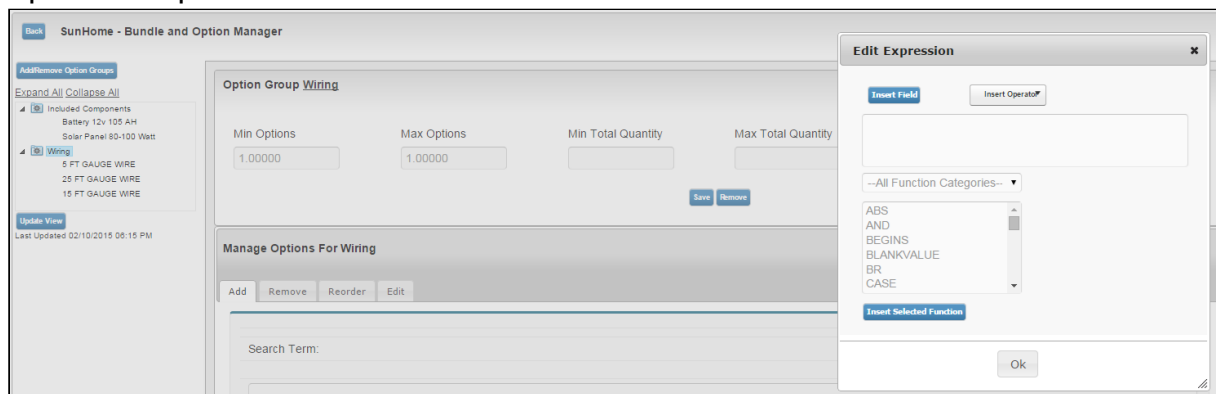 Back SunHome - Bundle and Option Manager
Add/Remove Option Groups
Expand All Collapse All
Included Components
Battery 12v 105 AH
Solar Panel 80-100 Watt
Wiring
5 FT GAUGE WIRE
25 FT GAUGE WIRE
15 FT GAUGE WIRE
Update View
Last Updated 02/10/2015 06:15 PM
Option Group Wiring
Min Options Max Options Min Total Quantity Max Total Quantity
1.00000 1.00000
Save Remove
Manage Options For Wiring
Add Remove Reorder Edit
Search Term:
Edit Expression
Insert Field Insert Operator
--All Function Categories--
ABS
AND
BEGINS
BLANKVALUE
BR
CASE
Insert Selected Function
Ok